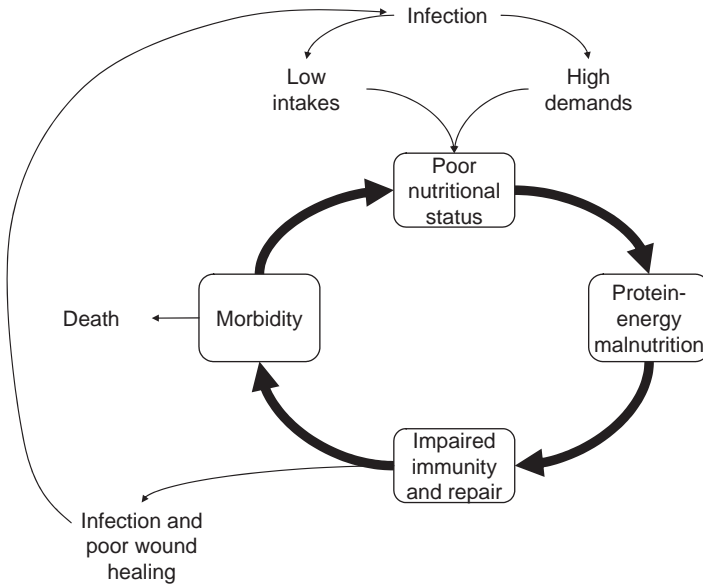 Infection
Low
intakes
High
demands
Poor
nutritional
status
Death
Morbidity
Protein-
energy
malnutrition
Impaired
immunity
and repair
Infection and
poor wound
healing